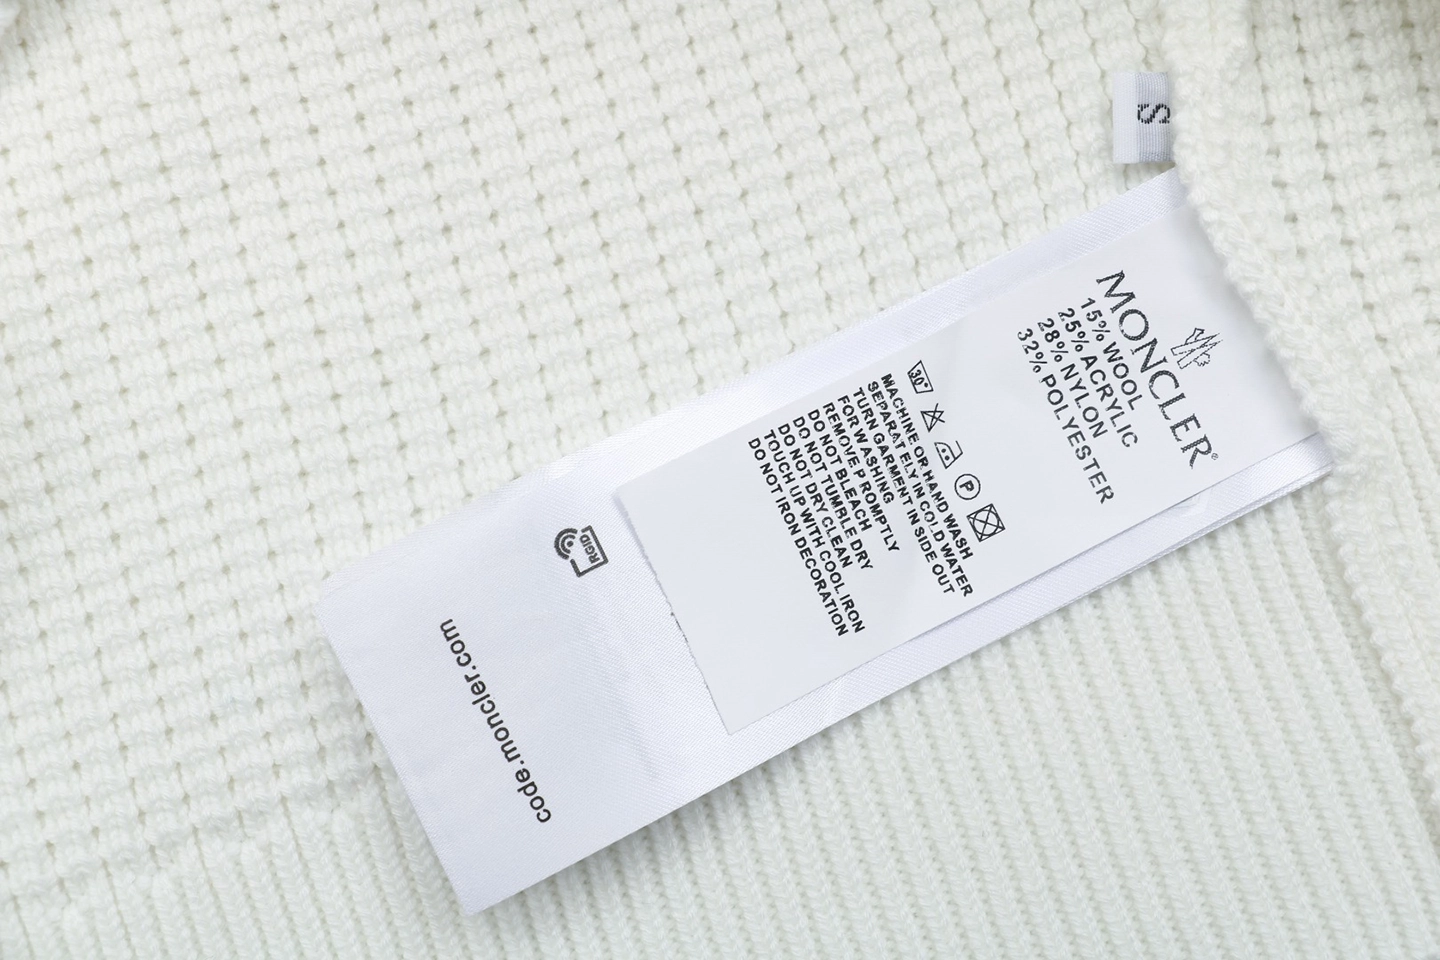 S
MONCLER®
15% WOOL
25% ACRYLIC
28% NYLON
32% POLYESTER
30°
P
MACHINE OR HAND WASH
SEPARATELY IN COLD WATER
TURN GARMENT IN SIDE OUT
FOR WASHING
REMOVE PROMPTLY
DO NOT BLEACH
DO NOT TUMBLE DRY
DO NOT DRY CLEAN
TOUCH UP WITH COOL IRON
DO NOT IRON DECORATION
RGID
code.moncler.com